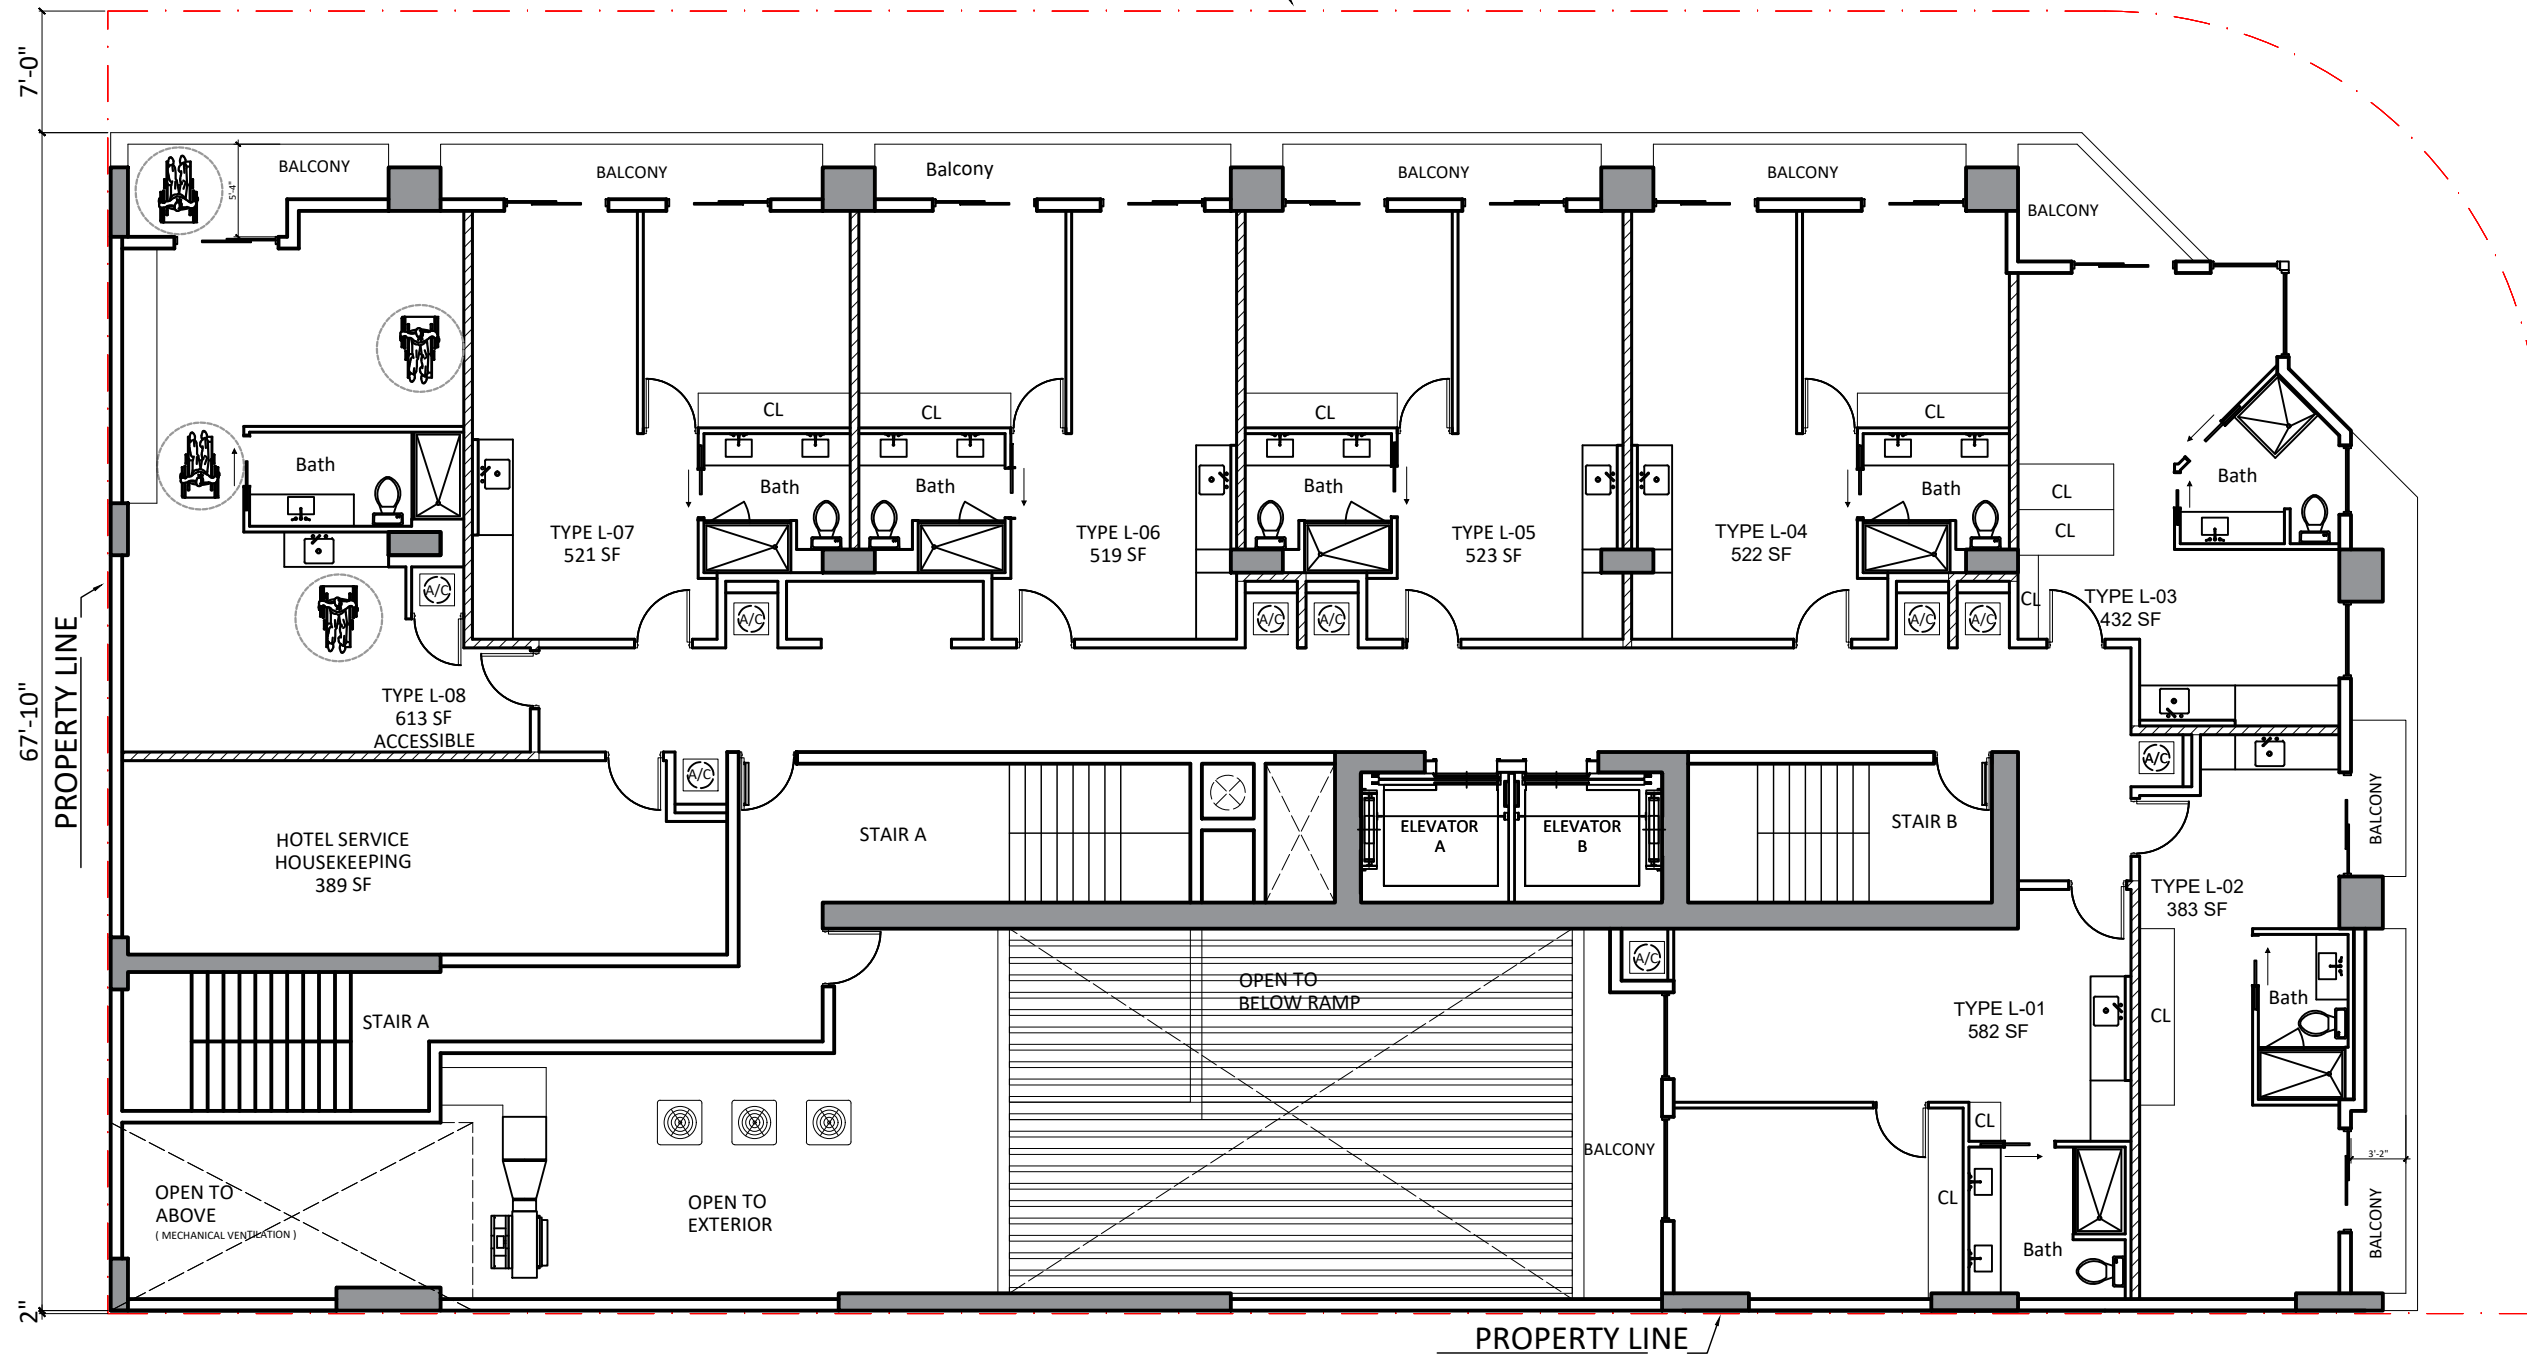 7'-0"
BALCONY
5'-4"
BALCONY
Balcony
BALCONY
BALCONY
BALCONY
CL
CL
CL
CL
Bath
Bath
Bath
Bath
Bath
Bath
CL
CL
CL
TYPE L-07
521 SF
TYPE L-06
519 SF
TYPE L-05
523 SF
TYPE L-04
522 SF
TYPE L-03
432 SF
A/C
A/C
A/C
A/C
A/C
A/C
PROPERTY LINE
67'-10"
TYPE L-08
613 SF
ACCESSIBLE
A/C
A/C
HOTEL SERVICE
HOUSEKEEPING
389 SF
STAIR A
ELEVATOR
A
ELEVATOR
B
STAIR B
BALCONY
TYPE L-02
383 SF
A/C
OPEN TO
BELOW RAMP
STAIR A
TYPE L-01
582 SF
CL
Bath
CL
BALCONY
3'-2"
OPEN TO
ABOVE
( MECHANICAL VENTILATION )
OPEN TO
EXTERIOR
CL
Bath
BALCONY
2"
PROPERTY LINE